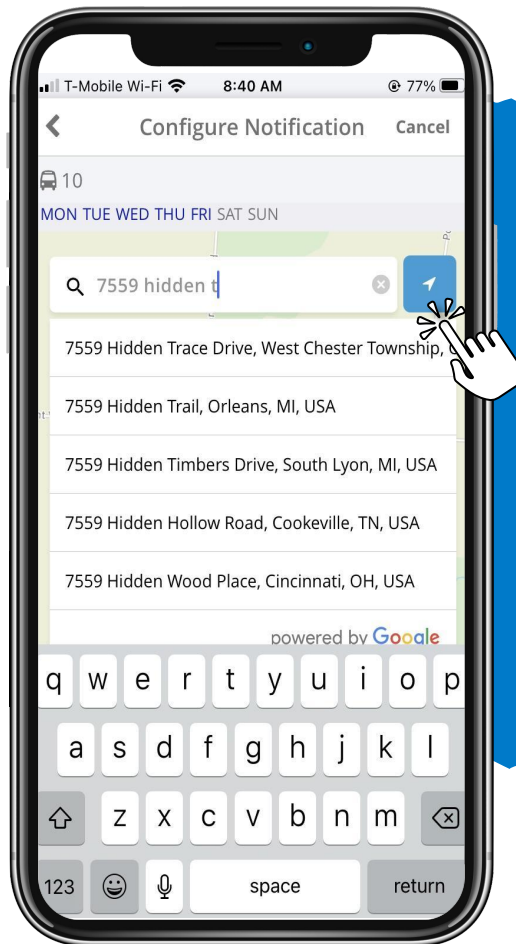 T-Mobile Wi-Fi 8:40 AM 77%
Configure Notification Cancel
10
MON TUE WED THU FRI SAT SUN
7559 hidden t
7559 Hidden Trace Drive, West Chester Township,
7559 Hidden Trail, Orleans, MI, USA
7559 Hidden Timbers Drive, South Lyon, MI, USA
7559 Hidden Hollow Road, Cookeville, TN, USA
7559 Hidden Wood Place, Cincinnati, OH, USA
powered by Google
q w e r t y u i o p
a s d f g h j k l
z x c v b n m
123 space return